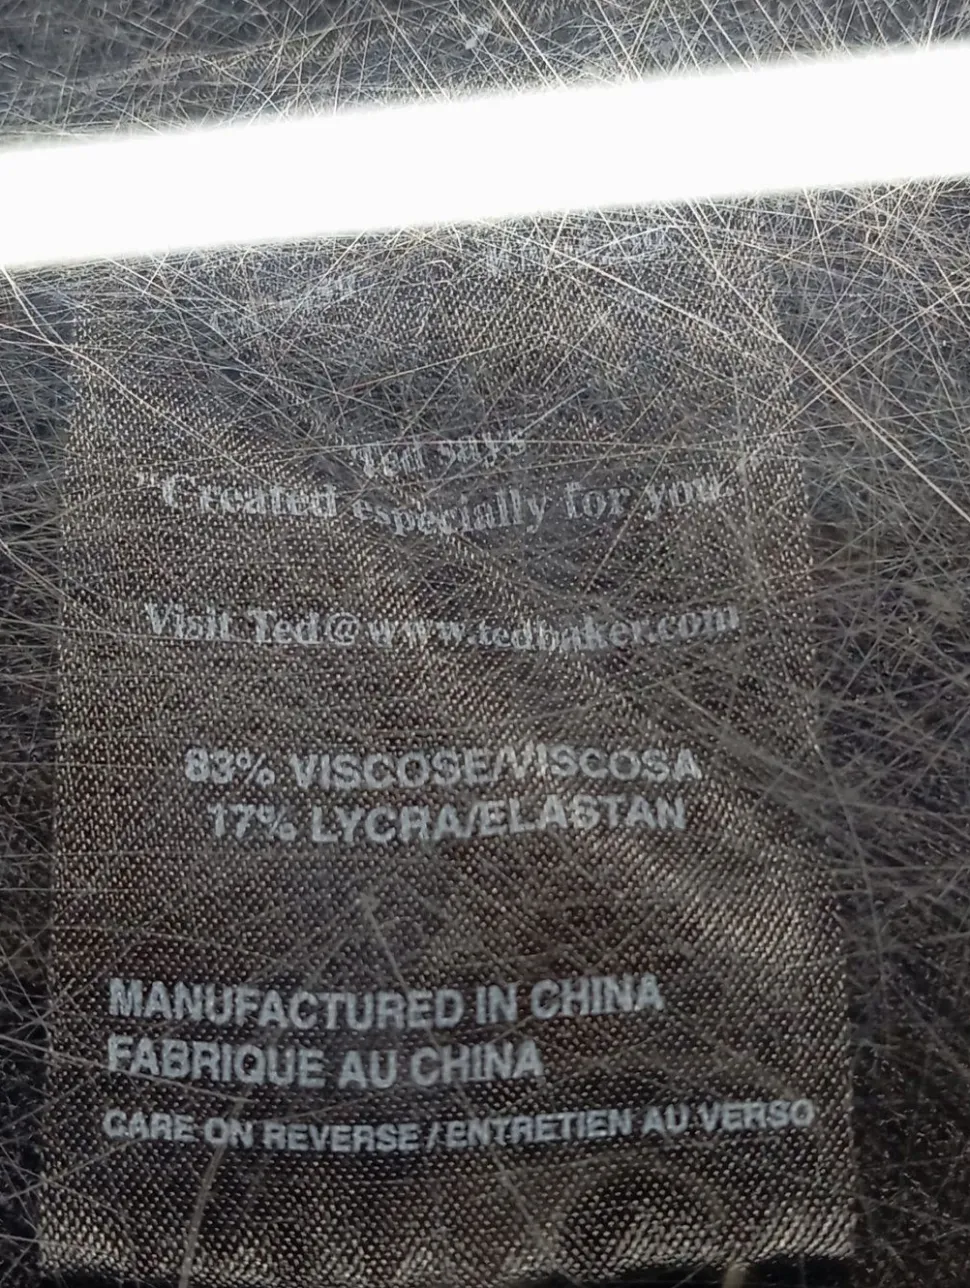 Ted says
"Created especially for you."
Visit Ted@www.tedbaker.com
83% VISCOSE/VISCOSA
17% LYCRA/ELASTAN
MANUFACTURED IN CHINA
FABRIQUE AU CHINA
CARE ON REVERSE / ENTRETIEN AU VERSO